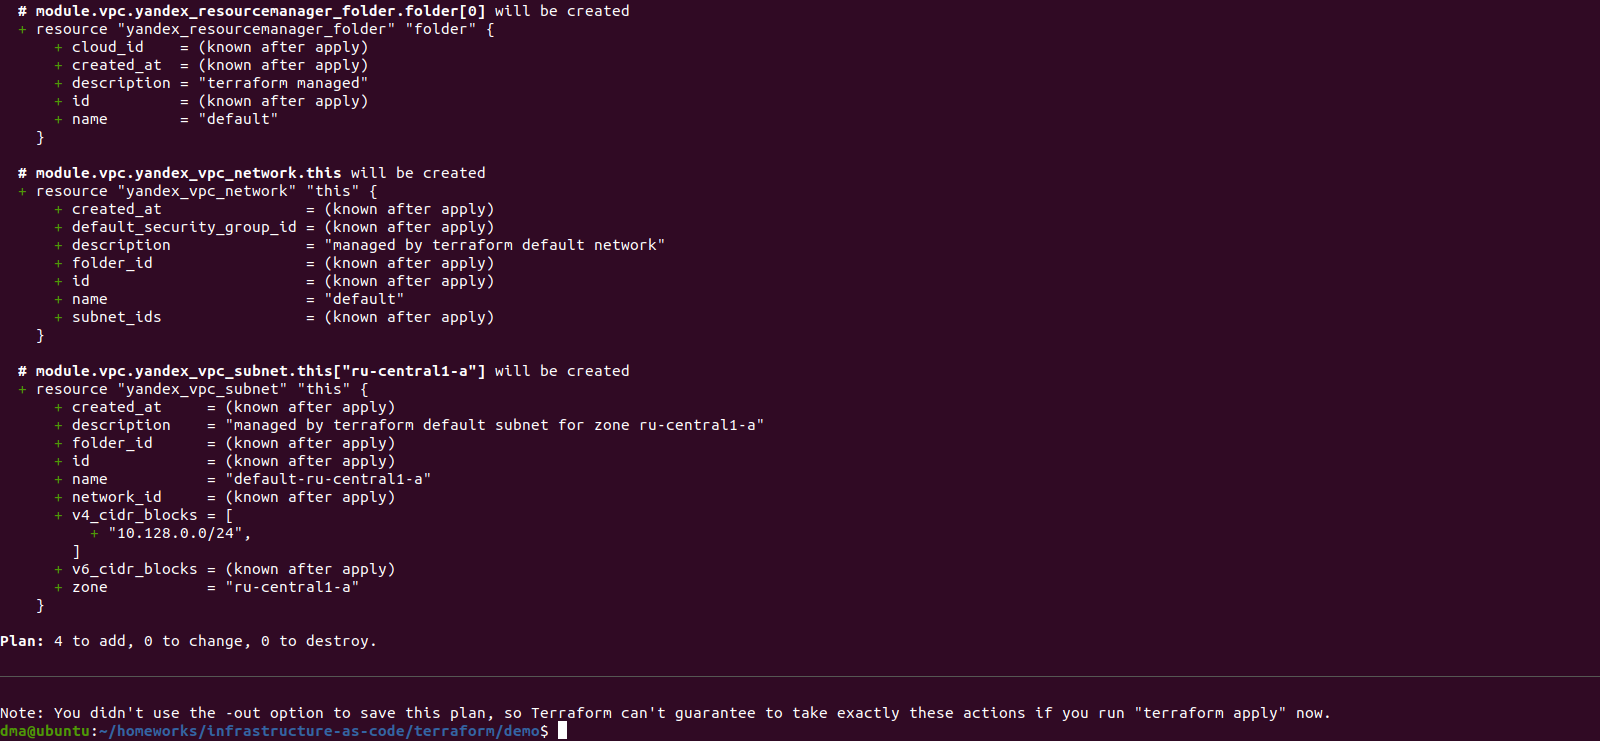 # module.vpc.yandex_resourcemanager_folder.folder[0] will be created
+ resource "yandex_resourcemanager_folder" "folder" {
+ cloud_id    = (known after apply)
+ created_at  = (known after apply)
+ description = "terraform managed"
+ id          = (known after apply)
+ name        = "default"
}
# module.vpc.yandex_vpc_network.this will be created
+ resource "yandex_vpc_network" "this" {
+ created_at                = (known after apply)
+ default_security_group_id = (known after apply)
+ description               = "managed by terraform default network"
+ folder_id                 = (known after apply)
+ id                        = (known after apply)
+ name                      = "default"
+ subnet_ids                = (known after apply)
}
# module.vpc.yandex_vpc_subnet.this["ru-central1-a"] will be created
+ resource "yandex_vpc_subnet" "this" {
+ created_at     = (known after apply)
+ description    = "managed by terraform default subnet for zone ru-central1-a"
+ folder_id      = (known after apply)
+ id             = (known after apply)
+ name           = "default-ru-central1-a"
+ network_id     = (known after apply)
+ v4_cidr_blocks = [
+ "10.128.0.0/24",
]
+ v6_cidr_blocks = (known after apply)
+ zone           = "ru-central1-a"
}
Plan: 4 to add, 0 to change, 0 to destroy.
Note: You didn't use the -out option to save this plan, so Terraform can't guarantee to take exactly these actions if you run "terraform apply" now.
dma@ubuntu:~/homeworks/infrastructure-as-code/terraform/demo$